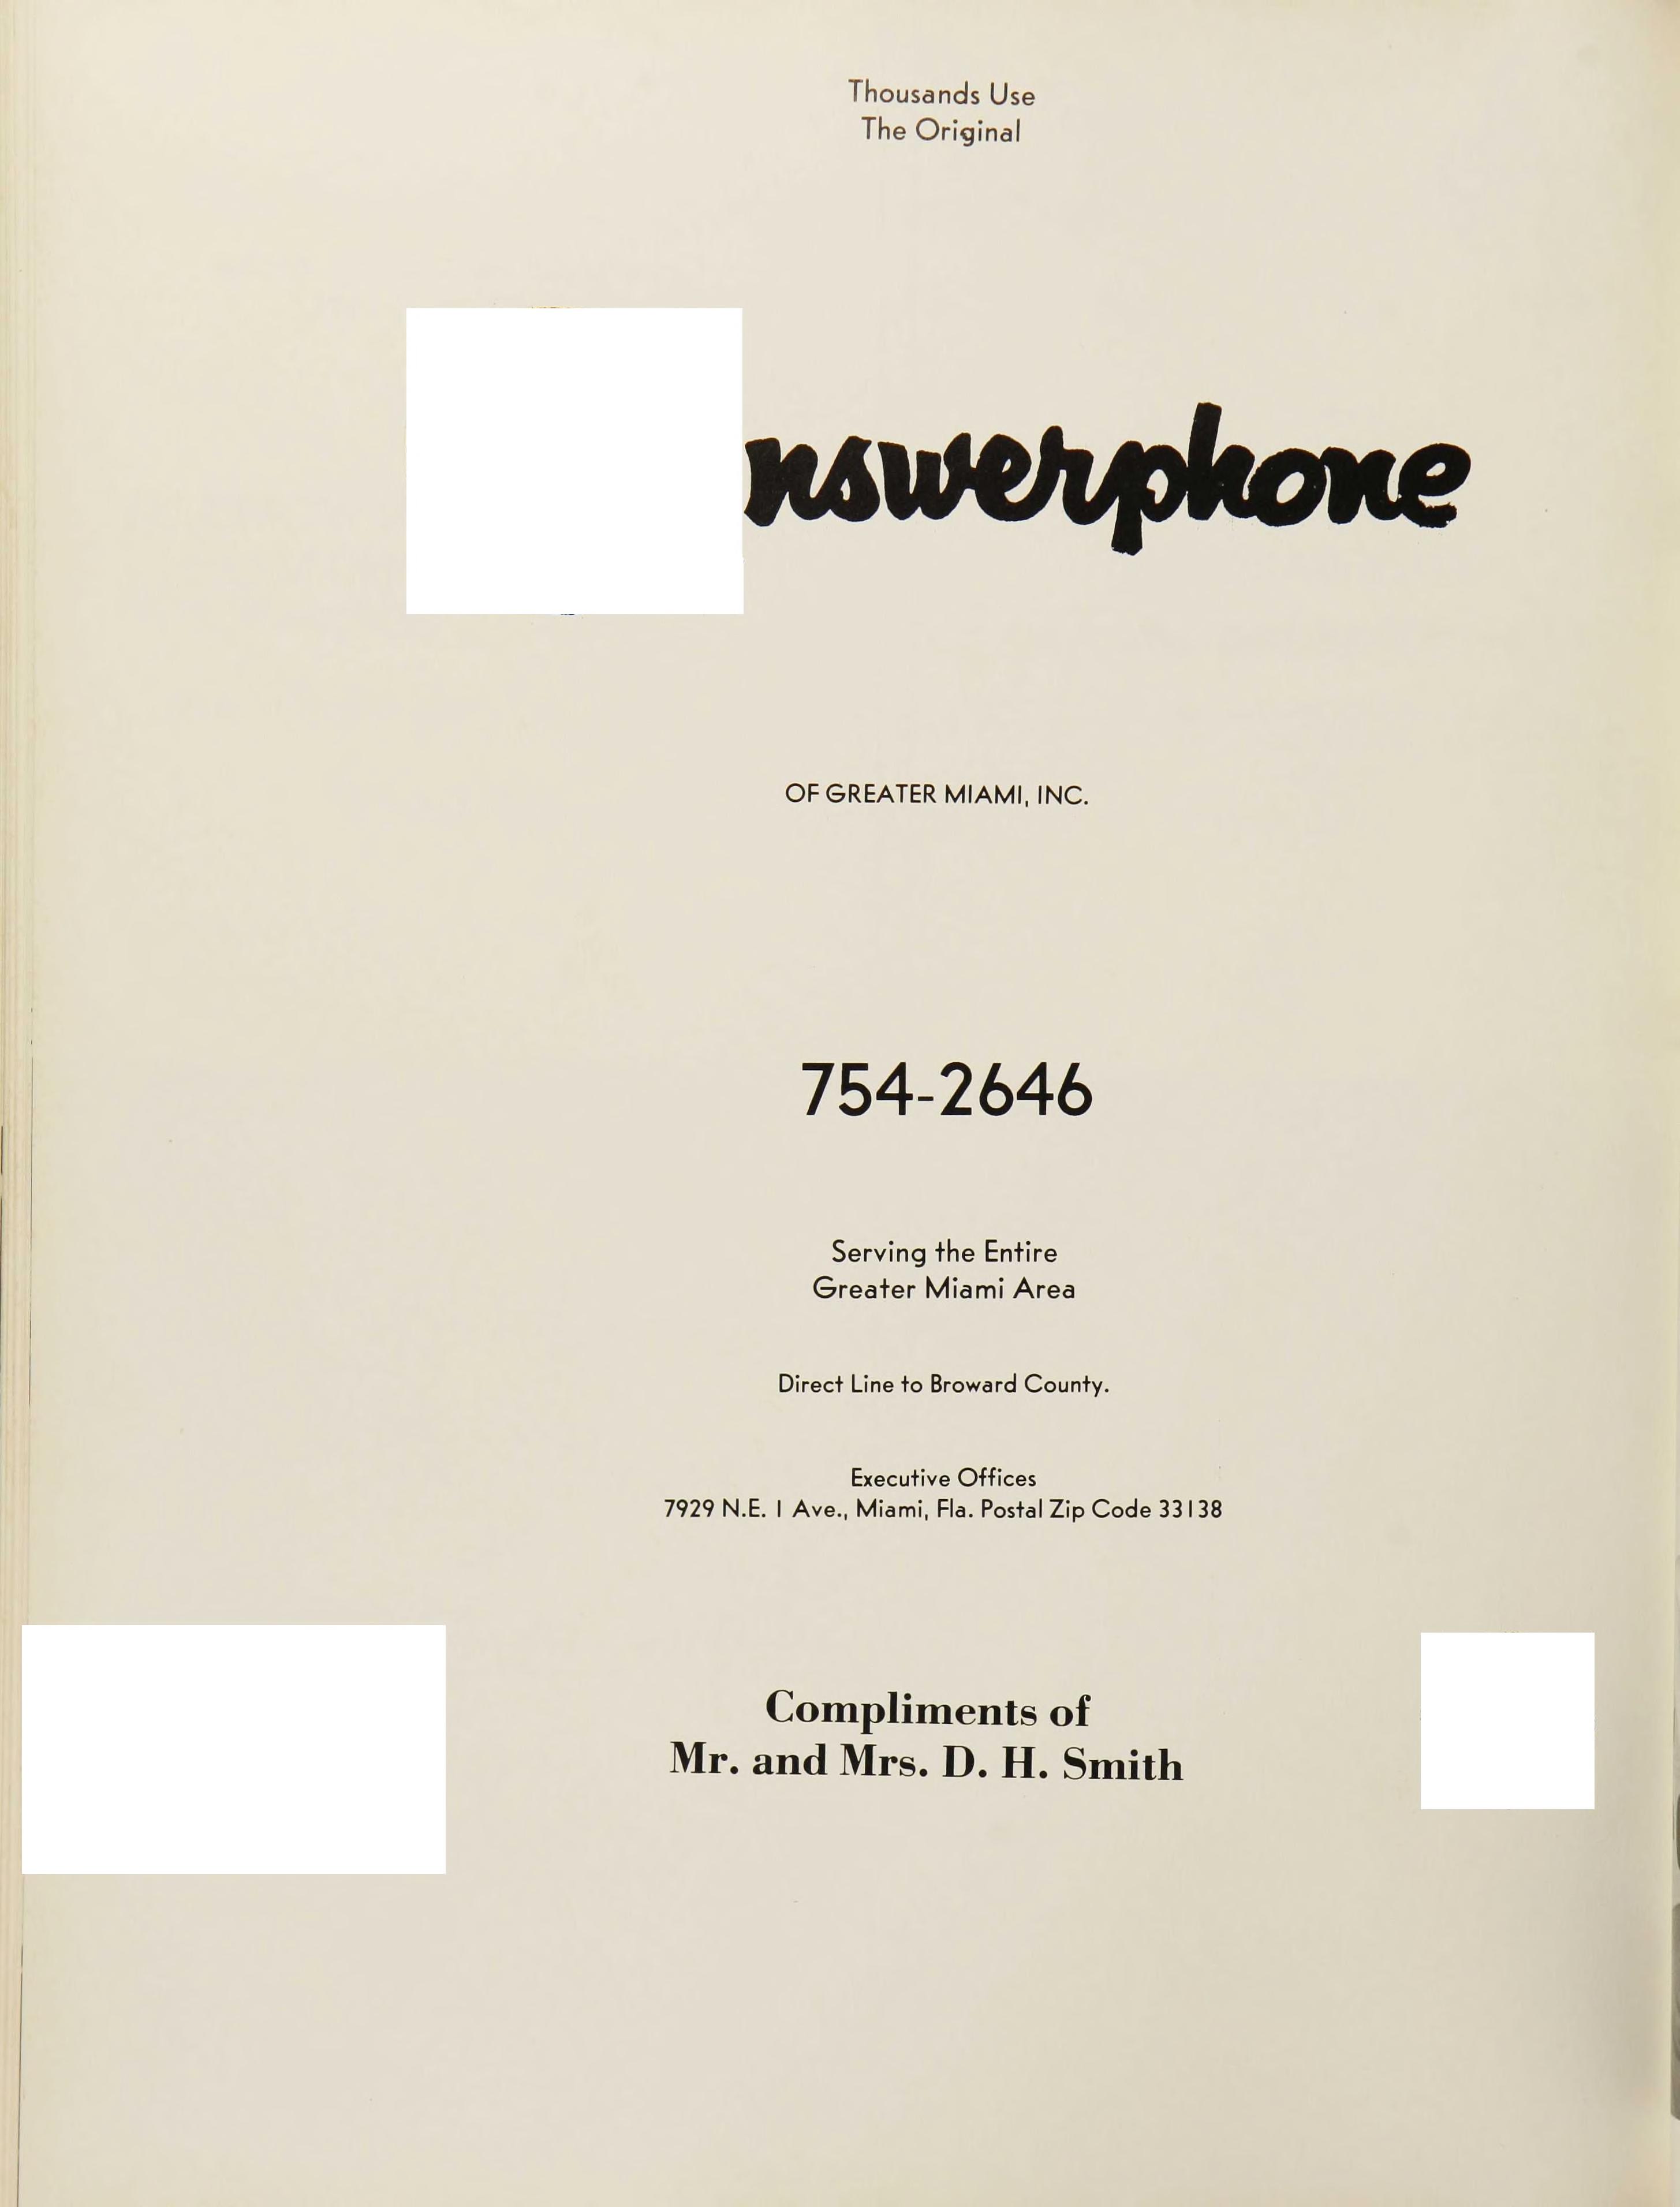 Thousands Use
The Original
nswerphone
OF GREATER MIAMI, INC.
754-2646
Serving the Entire
Greater Miami Area
Direct Line to Broward County.
Executive Offices
7929 N.E. 1 Ave., Miami, Fla. Postal Zip Code 33138
Compliments of
Mr. and Mrs. D. H. Smith